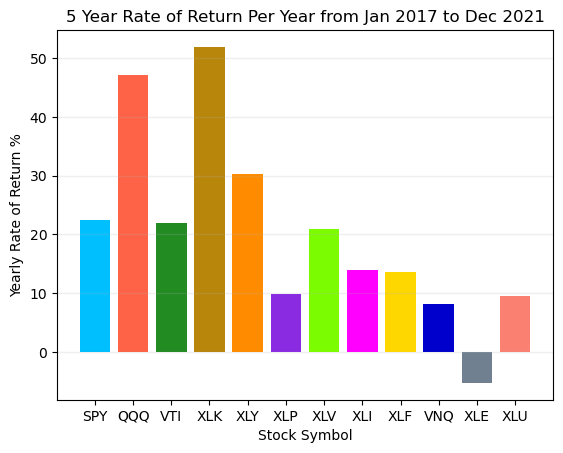 5 Year Rate of Return Per Year from Jan 2017 to Dec 2021
Yearly Rate of Return %
50
40
30
20
10
0
SPY QQQ VTI XLK XLY XLP XLV XLI XLF VNQ XLE XLU
Stock Symbol